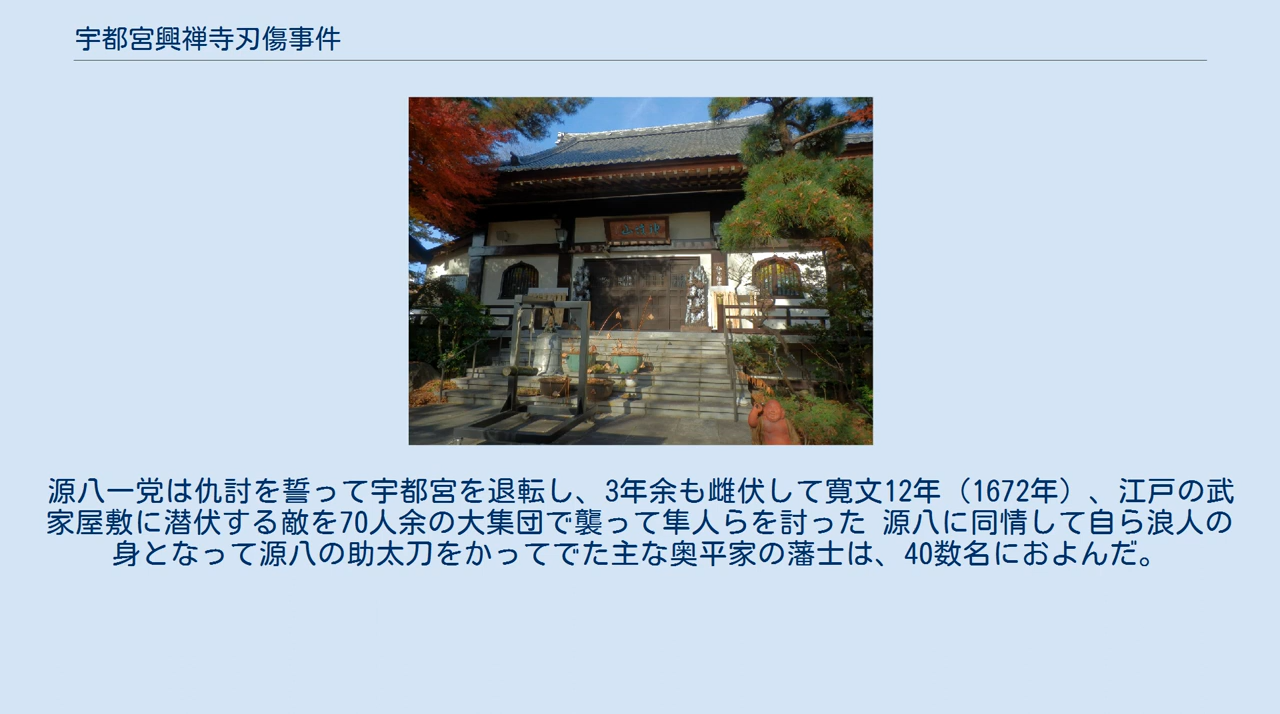 宇都宮興禅寺刃傷事件
源八一党は仇討を誓って宇都宮を退転し、3年余も雌伏して寛文12年（1672年）、江戸の武
家屋敷に潜伏する敵を70人余の大集団で襲って隼人らを討った 源八に同情して自ら浪人の
身となって源八の助太刀をかってでた主な奥平家の藩士は、40数名におよんだ。